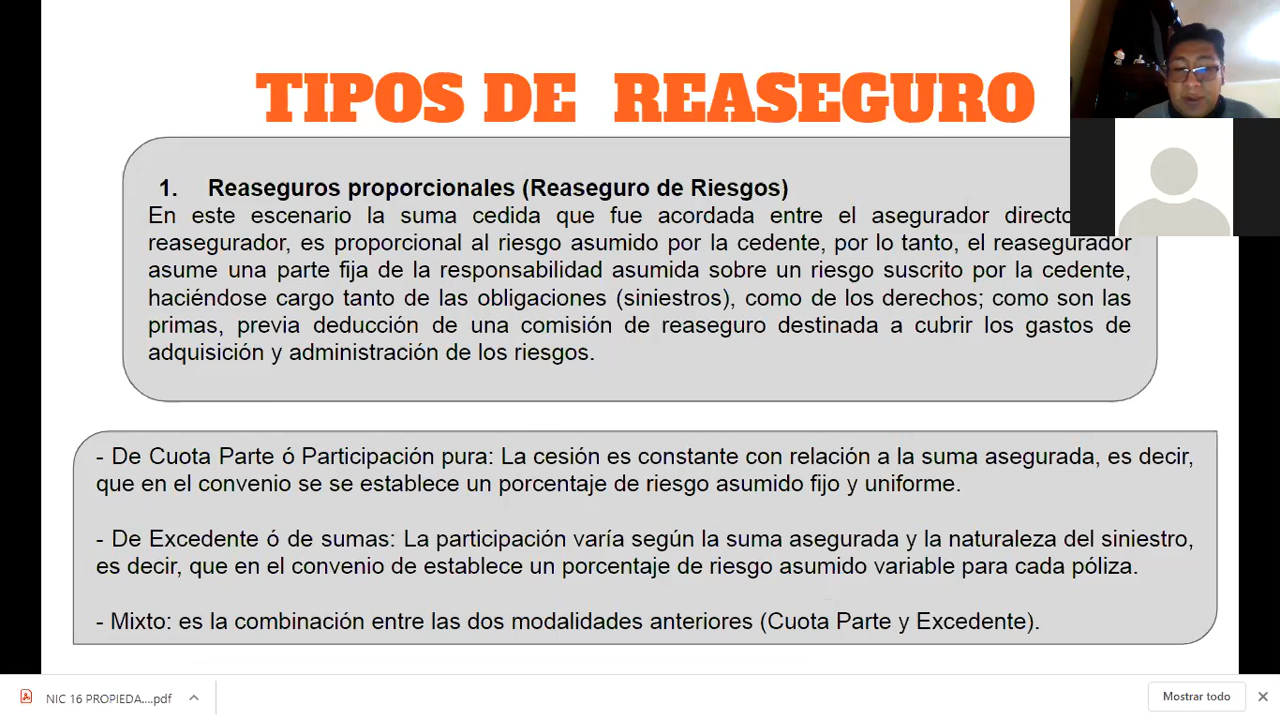 TIPOS DE REASEGURO
1. Reaseguros proporcionales (Reaseguro de Riesgos)
En este escenario la suma cedida que fue acordada entre el asegurador directo
reasegurador, es proporcional al riesgo asumido por la cedente, por lo tanto, el reasegurador
asume una parte fija de la responsabilidad asumida sobre un riesgo suscrito por la cedente,
haciéndose cargo tanto de las obligaciones (siniestros), como de los derechos; como son las
primas, previa deducción de una comisión de reaseguro destinada a cubrir los gastos de
adquisición y administración de los riesgos.
- De Cuota Parte ó Participación pura: La cesión es constante con relación a la suma asegurada, es decir,
que en el convenio se se establece un porcentaje de riesgo asumido fijo y uniforme.
- De Excedente ó de sumas: La participación varía según la suma asegurada y la naturaleza del siniestro,
es decir, que en el convenio de establece un porcentaje de riesgo asumido variable para cada póliza.
- Mixto: es la combinación entre las dos modalidades anteriores (Cuota Parte y Excedente).
NIC 16 PROPIEDA....pdf
Mostrar todo